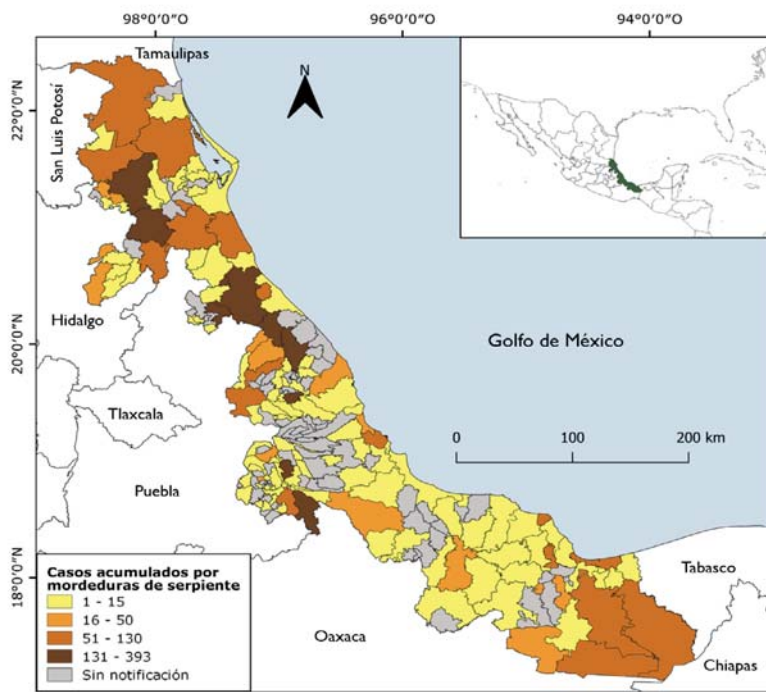 98°0'0"O
96°0'0"O
94°0'0"O
Tamaulipas
N
22°0'0"N
San Luis Potosí
Hidalgo
20°0'0"N
Golfo de México
Tlaxcala
0
100
200 km
Puebla
Casos acumulados por
mordeduras de serpiente
1 - 15
16 - 50
51 - 130
131 - 393
Sin notificación
18°0'0"N
Tabasco
Oaxaca
Chiapas